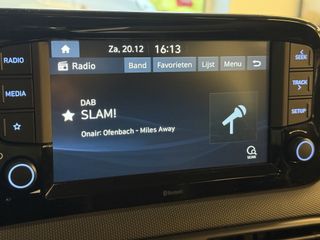 Za, 20.12 16:13
RADIO
Radio Band Favorieten Lijst Menu
SEEK
MEDIA
TRACK
DAB
SLAM!
SETUP
Onair: Ofenbach - Miles Away
SCAN
Bluetooth